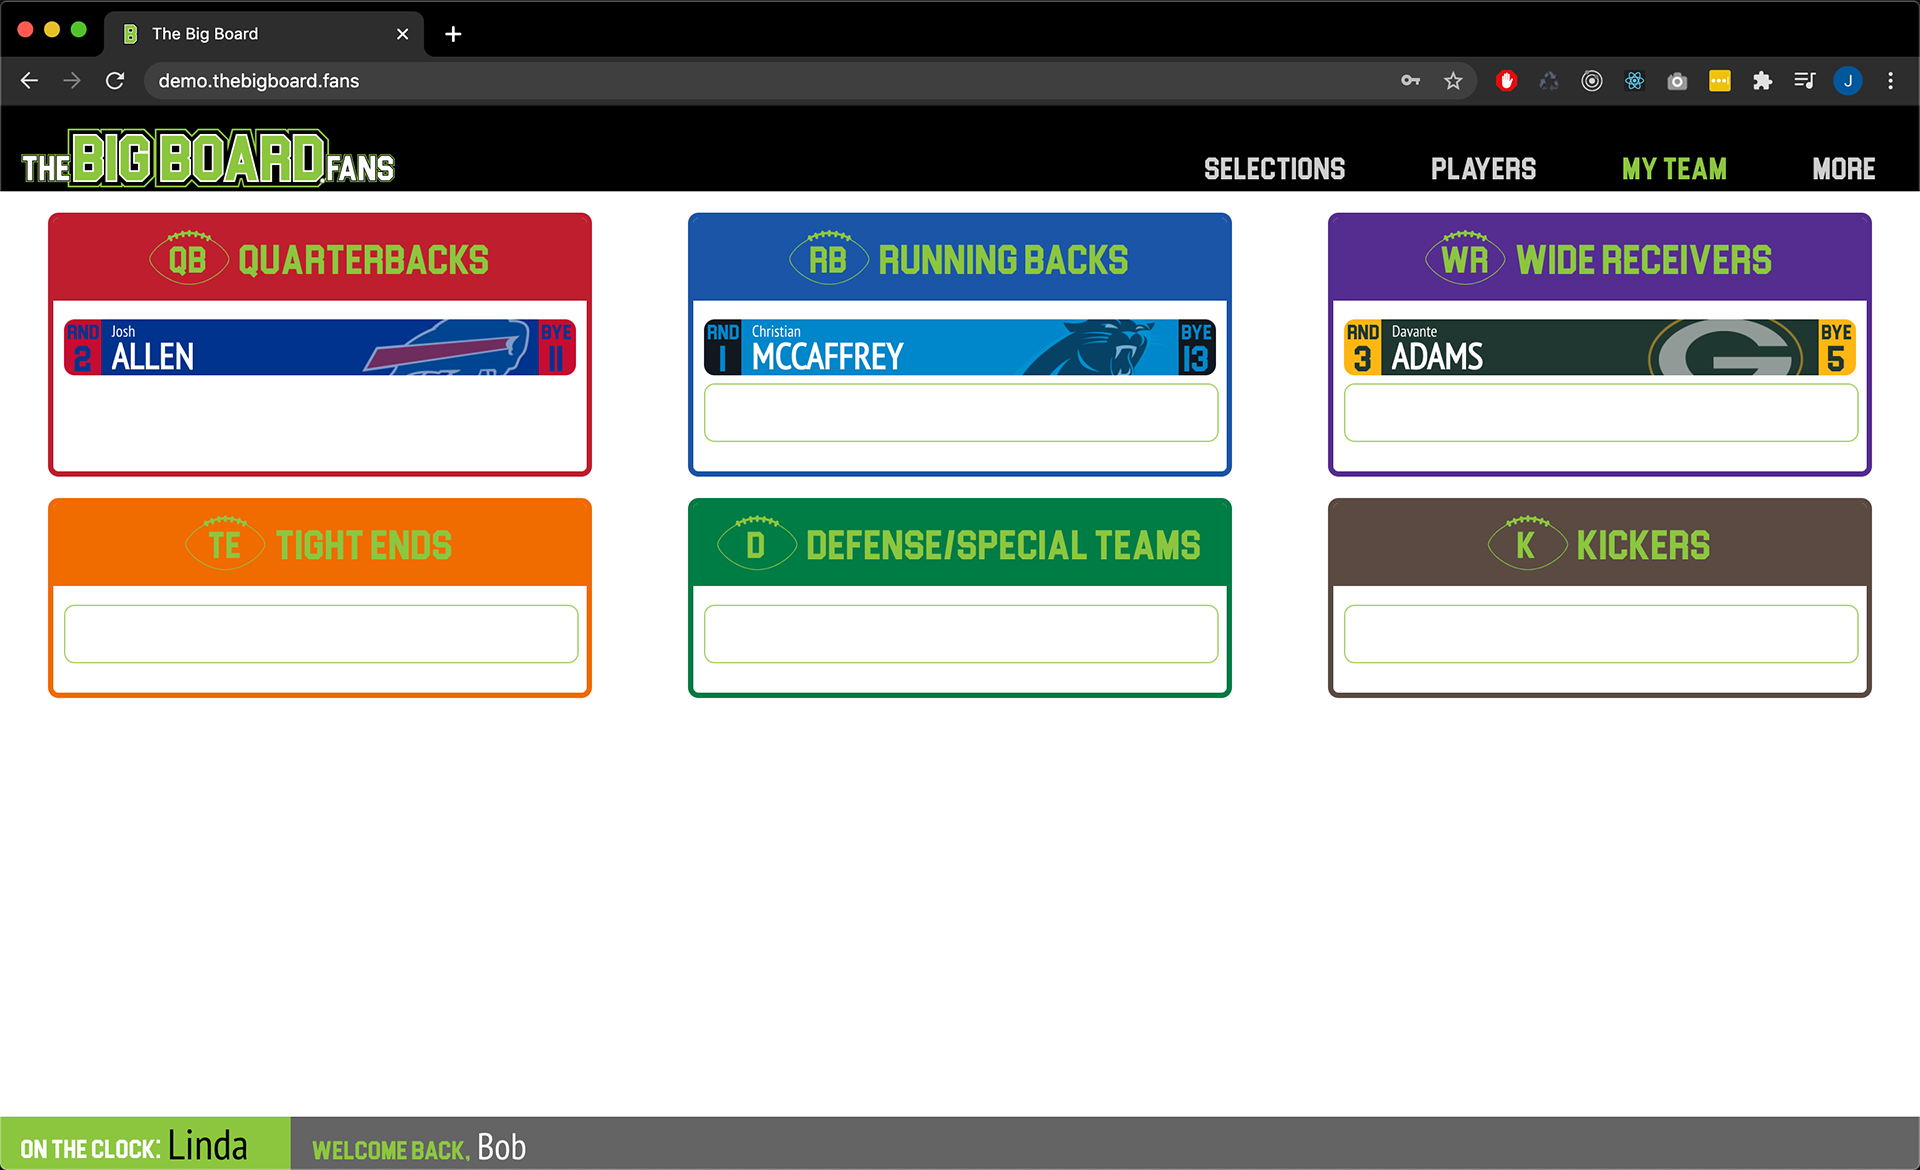 The Big Board
demo.thebigboard.fans
J
THE BIG BOARD.FANS
SELECTIONS PLAYERS MY TEAM MORE
QB QUARTERBACKS
RND 2 Josh ALLEN BYE 11
RB RUNNING BACKS
RND 1 Christian MCCAFFREY BYE 13
WR WIDE RECEIVERS
RND 3 Davante ADAMS BYE 5
TE TIGHT ENDS
D DEFENSE/SPECIAL TEAMS
K KICKERS
ON THE CLOCK: Linda
WELCOME BACK, Bob